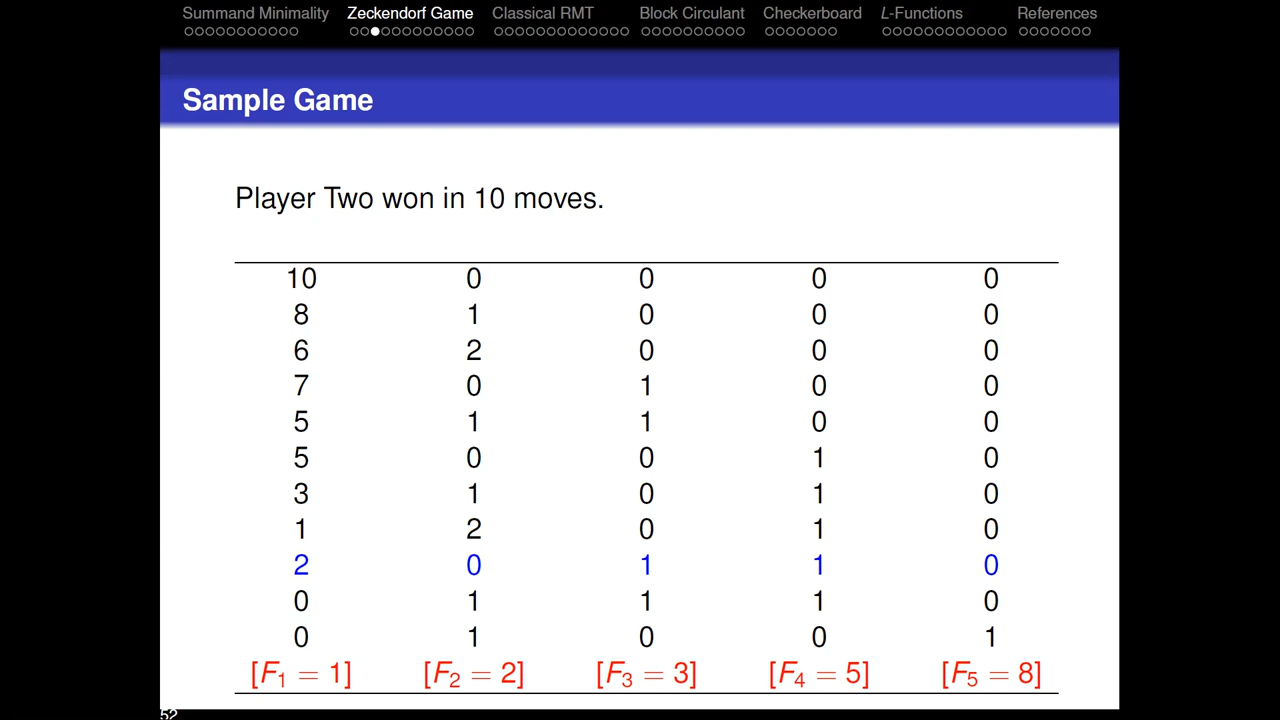 Summand Minimality Zeckendorf Game Classical RMT Block Circulant Checkerboard L-Functions References
Sample Game
Player Two won in 10 moves.
10 0 0 0 0
8 1 0 0 0
6 2 0 0 0
7 0 1 0 0
5 1 1 0 0
5 0 0 1 0
3 1 0 1 0
1 2 0 1 0
2 0 1 1 0
0 1 1 1 0
0 1 0 0 1
[F₁ = 1] [F₂ = 2] [F₃ = 3] [F₄ = 5] [F₅ = 8]
52